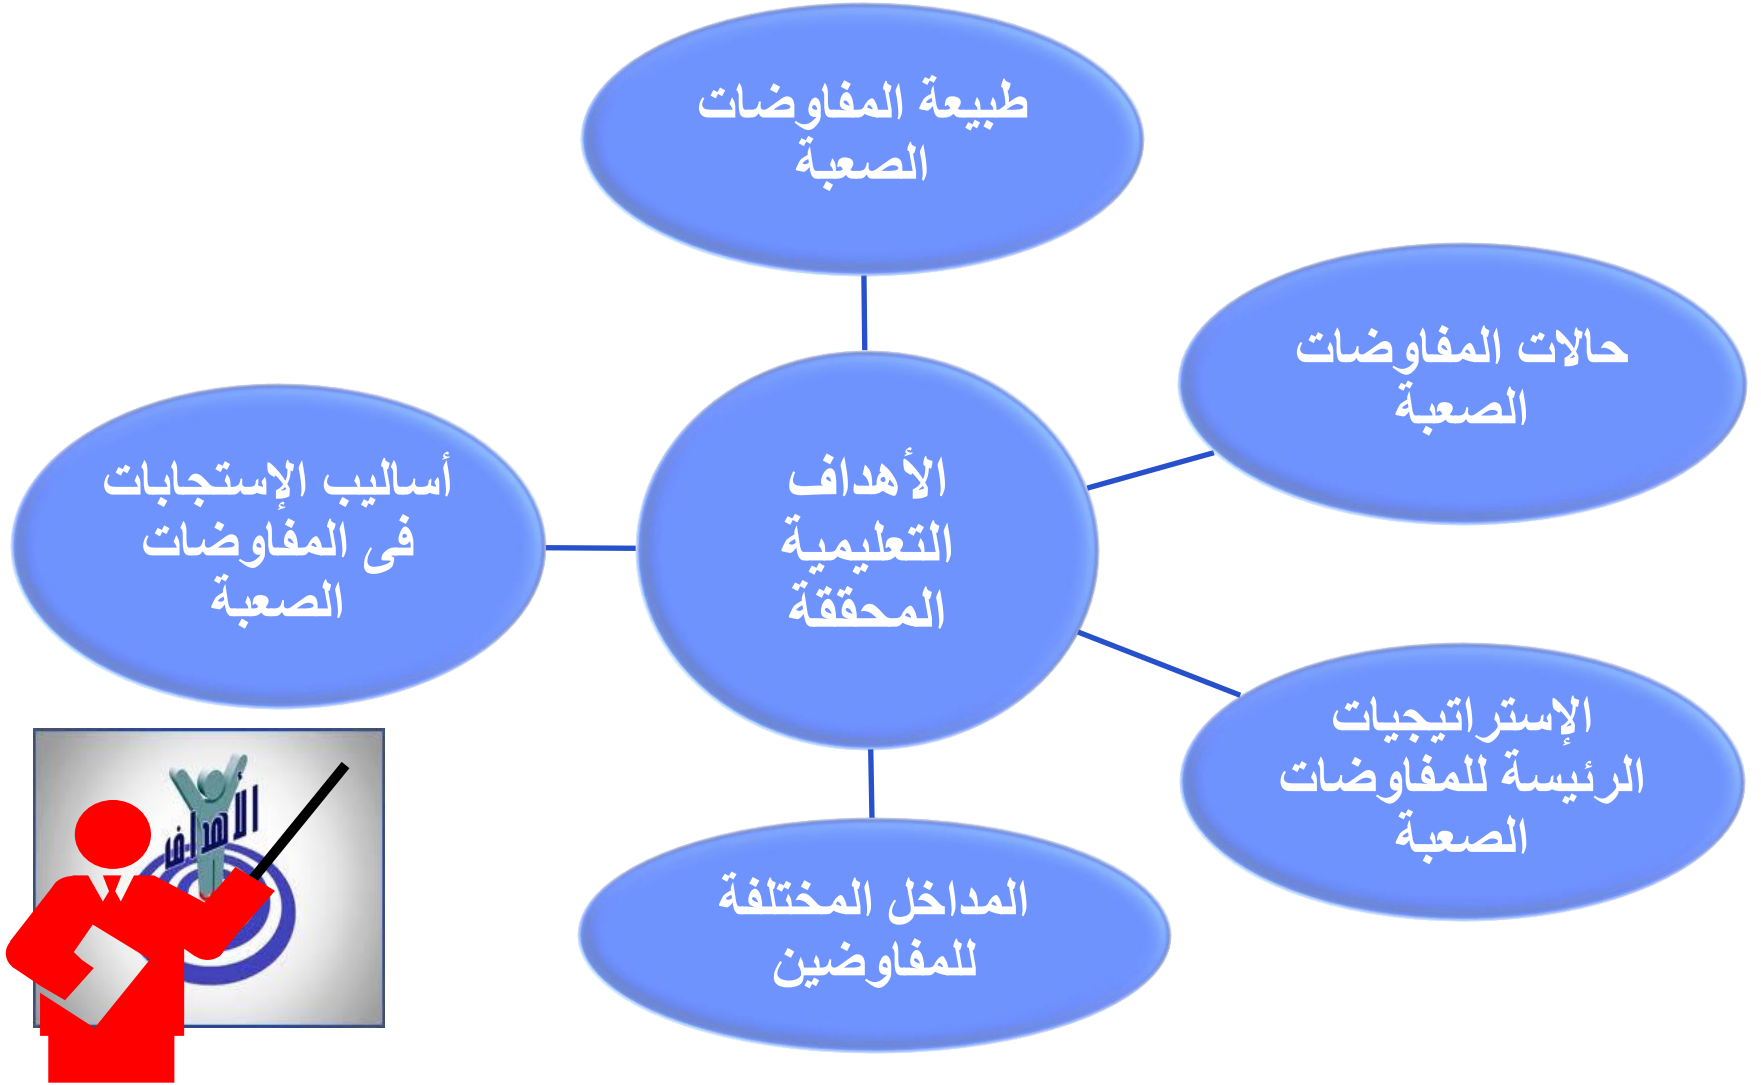 طبيعة المفاوضات
الصعبة
حالات المفاوضات
الصعبة
الأهداف
التعليمية
المحققة
أساليب الإستجابات
فى المفاوضات
الصعبة
الإستراتيجيات
الرئيسة للمفاوضات
الصعبة
المداخل المختلفة
للمفاوضين
الأهداف